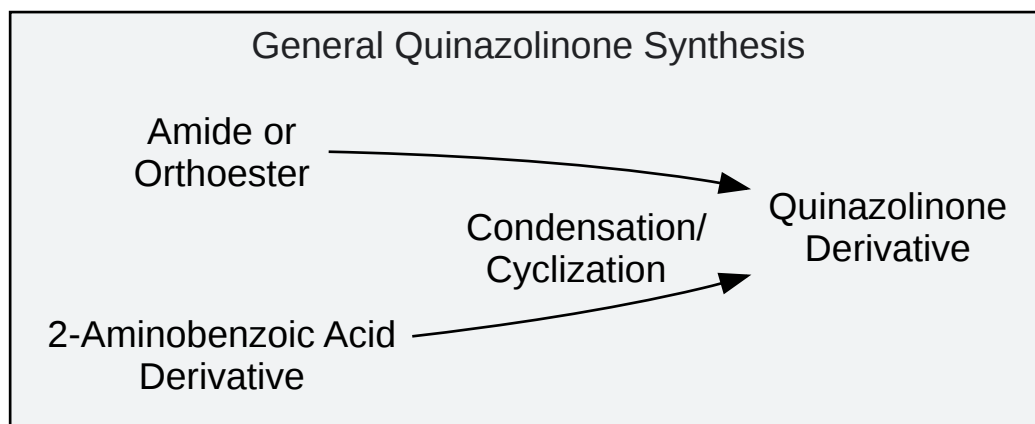 General Quinazolinone Synthesis
Amide or
Orthoester
Quinazolinone
Derivative
Condensation/
Cyclization
2-Aminobenzoic Acid
Derivative